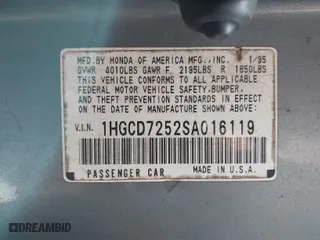 MFD.BY HONDA OF AMERICA MFG.,INC. 1/95
GVWR 4010LBS GAWR F 2195LBS R 1850LBS
THIS VEHICLE CONFORMS TO ALL APPLICABLE
FEDERAL MOTOR VEHICLE SAFETY,BUMPER,
AND THEFT PREVENTION STANDARDS IN EFFECT
ON THE DATE OF MANUFACTURE SHOWN ABOVE.
V.I.N. 1HGCD7252SA016119
PASSENGER CAR MADE IN U.S.A.
DREAMBID